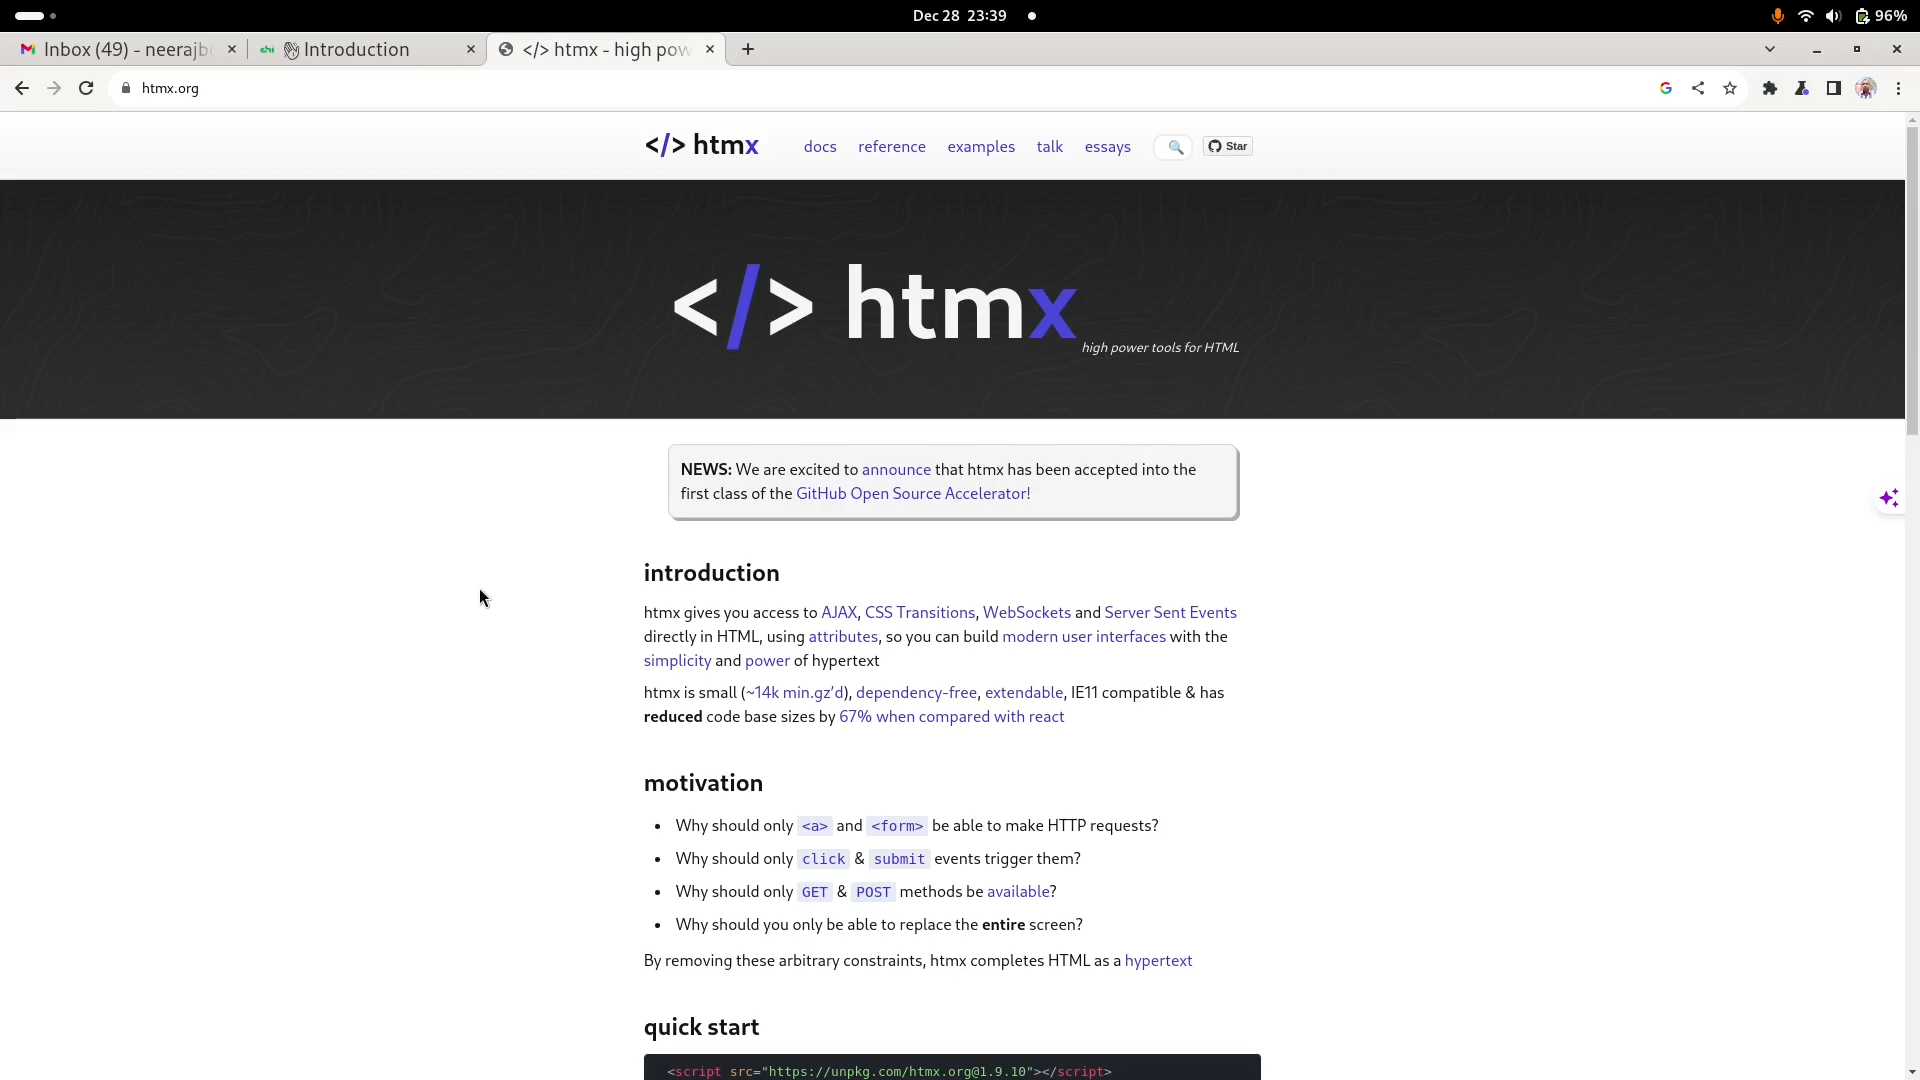 Dec 28 23:39
96%
Inbox (49) - neerajb
Introduction
</> htmx - high pow
htmx.org
</> htmx
docs
reference
examples
talk
essays
Star
</> htmx
high power tools for HTML
NEWS: We are excited to announce that htmx has been accepted into the
first class of the GitHub Open Source Accelerator!
introduction
htmx gives you access to AJAX, CSS Transitions, WebSockets and Server Sent Events
directly in HTML, using attributes, so you can build modern user interfaces with the
simplicity and power of hypertext
htmx is small (~14k min.gz’d), dependency-free, extendable, IE11 compatible & has
reduced code base sizes by 67% when compared with react
motivation
• Why should only <a> and <form> be able to make HTTP requests?
• Why should only click & submit events trigger them?
• Why should only GET & POST methods be available?
• Why should you only be able to replace the entire screen?
By removing these arbitrary constraints, htmx completes HTML as a hypertext
quick start
<script src="https://unpkg.com/htmx.org@1.9.10"></script>